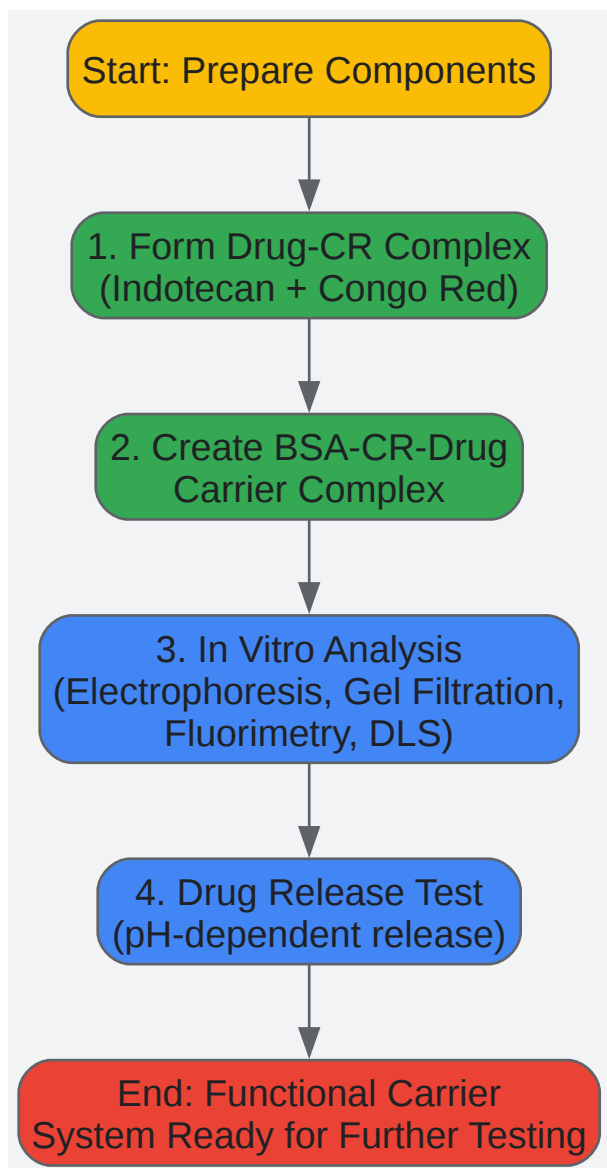 Start: Prepare Components
1. Form Drug-CR Complex
(Indotecan + Congo Red)
2. Create BSA-CR-Drug
Carrier Complex
3. In Vitro Analysis
(Electrophoresis, Gel Filtration,
Fluorimetry, DLS)
4. Drug Release Test
(pH-dependent release)
End: Functional Carrier
System Ready for Further Testing